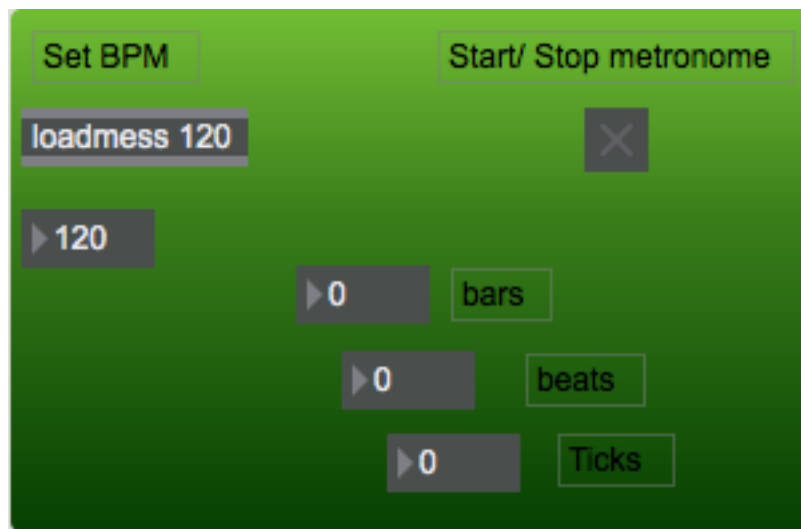 Set BPM
Start/ Stop metronome
loadmess 120
120
0 bars
0 beats
0 Ticks